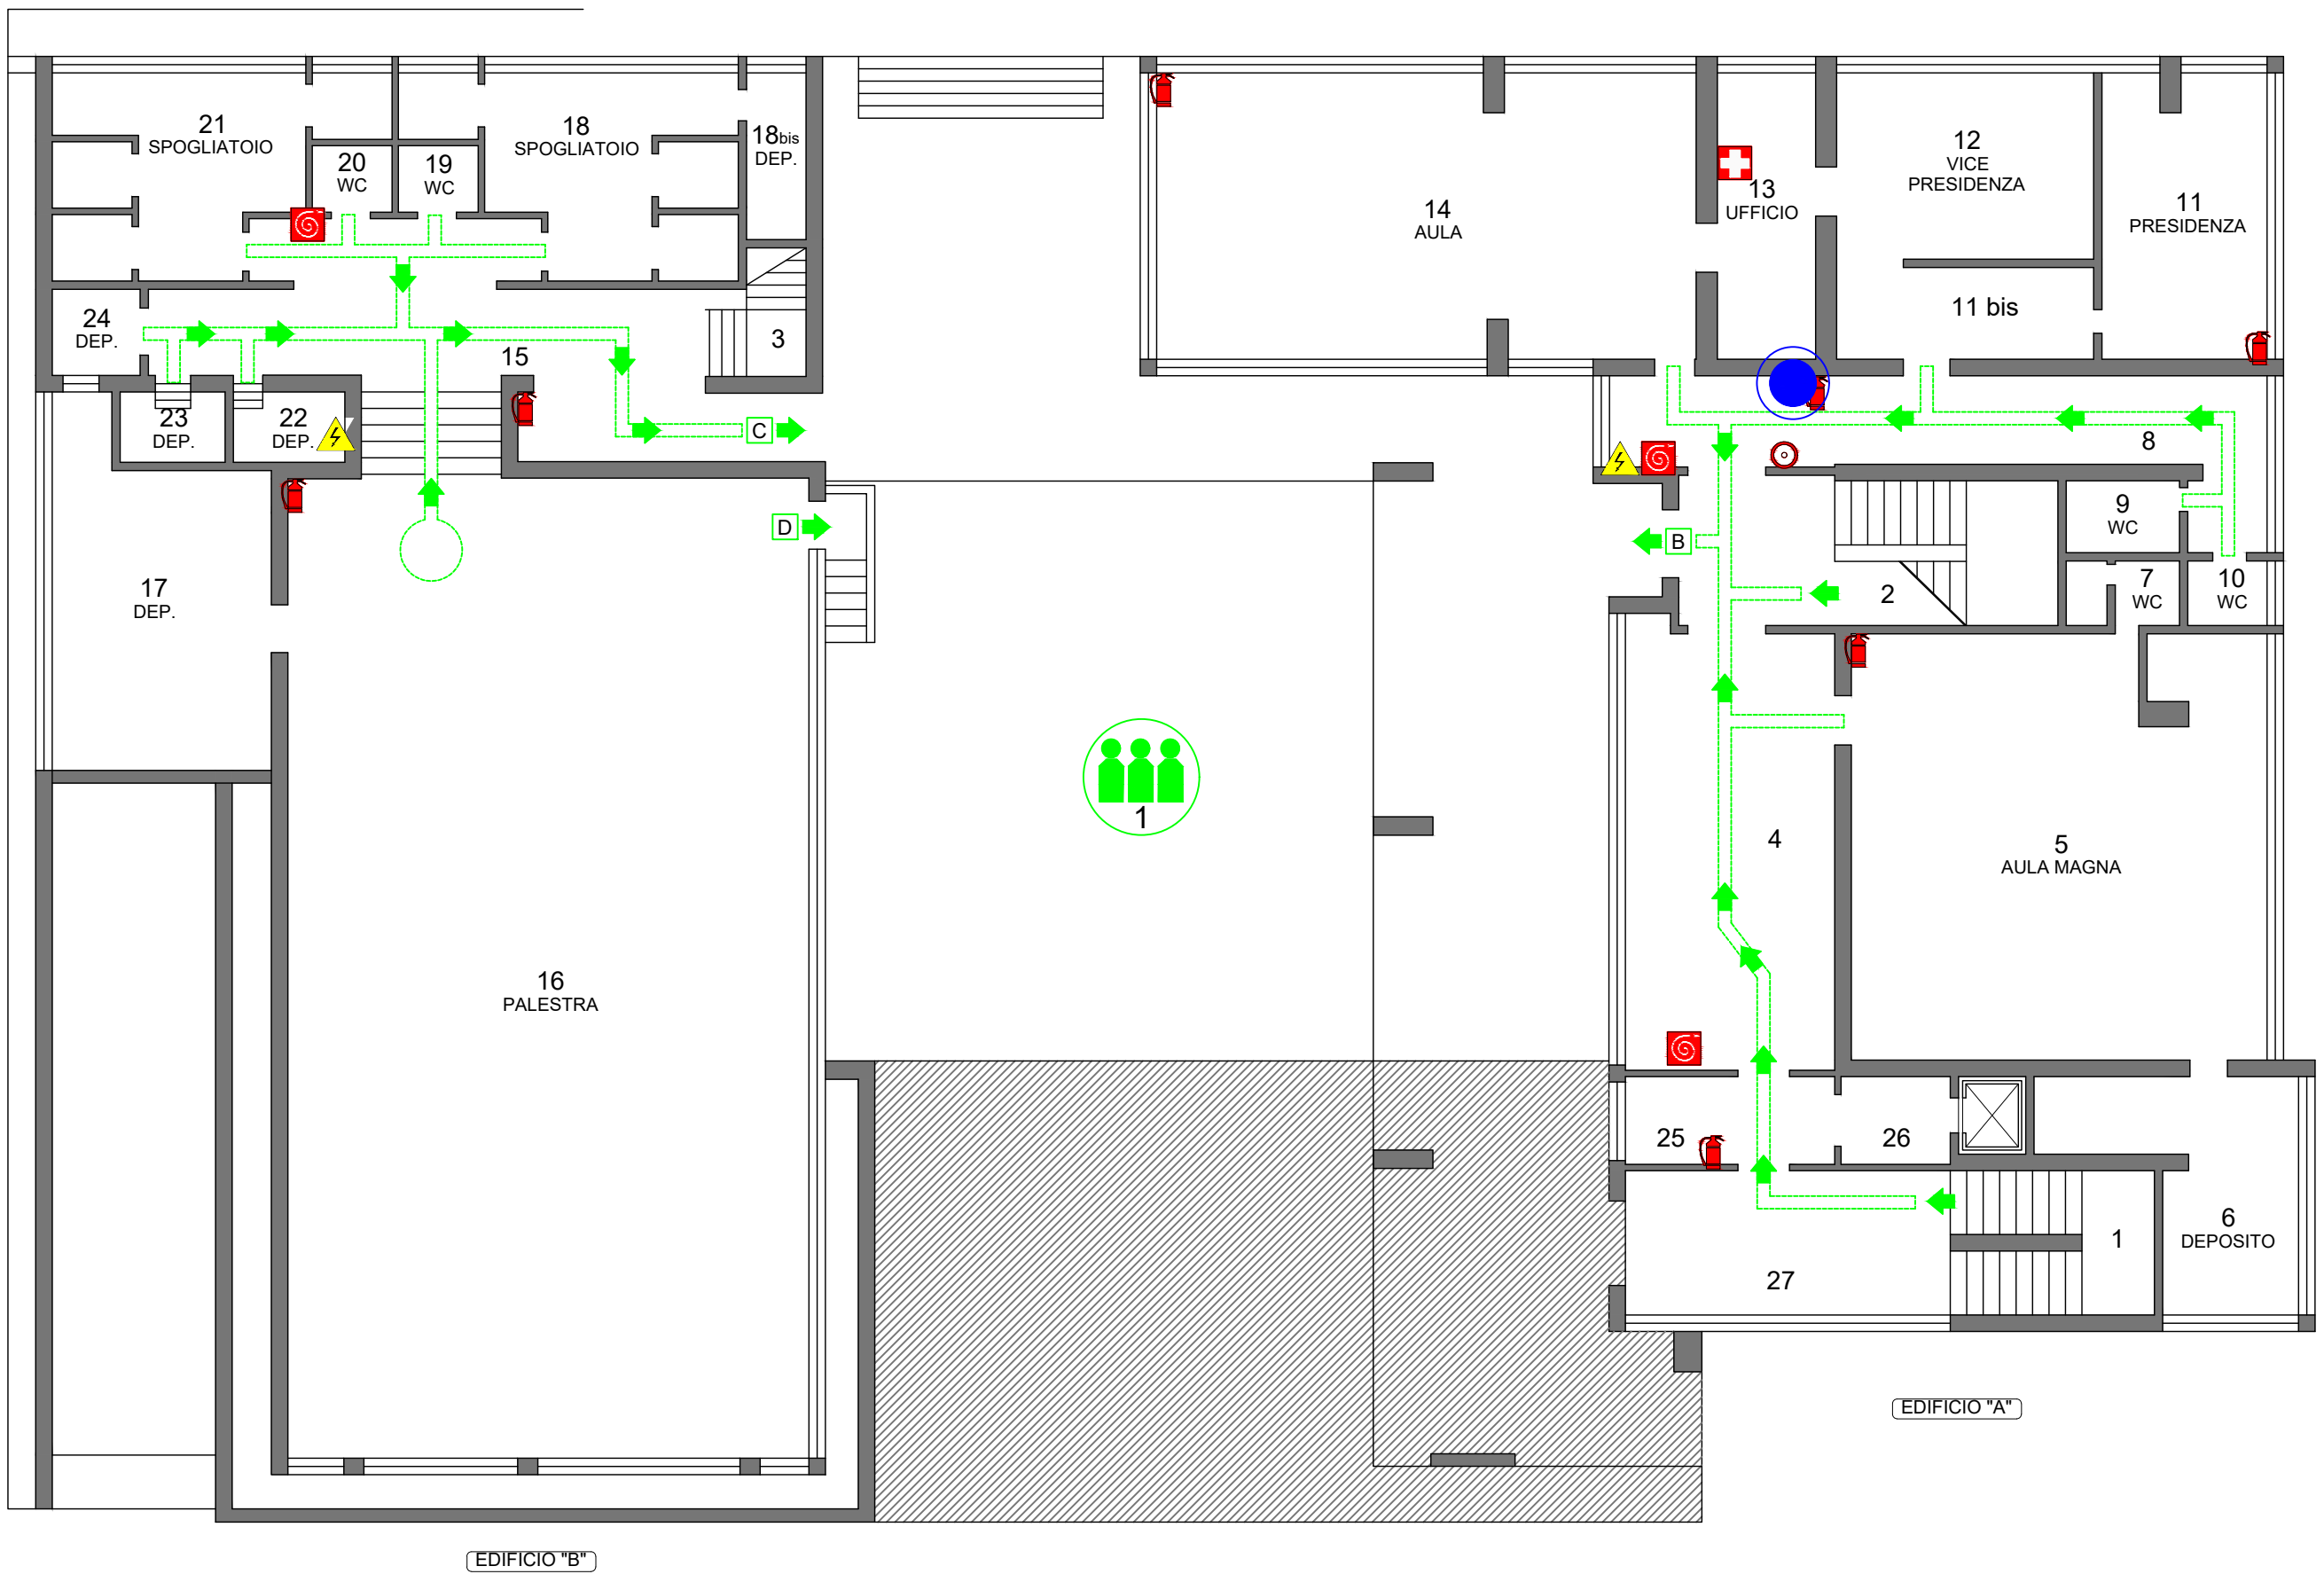 21
SPOGLIATOIO
20
WC
19
WC
18
SPOGLIATOIO
18bis
DEP.
24
DEP.
15
3
23
DEP.
22
DEP.
C
D
17
DEP.
16
PALESTRA
1
14
AULA
13
UFFICIO
12
VICE
PRESIDENZA
11
PRESIDENZA
11 bis
8
9
WC
B
2
7
WC
10
WC
4
5
AULA MAGNA
25
26
27
1
6
DEPOSITO
EDIFICIO "A"
EDIFICIO "B"